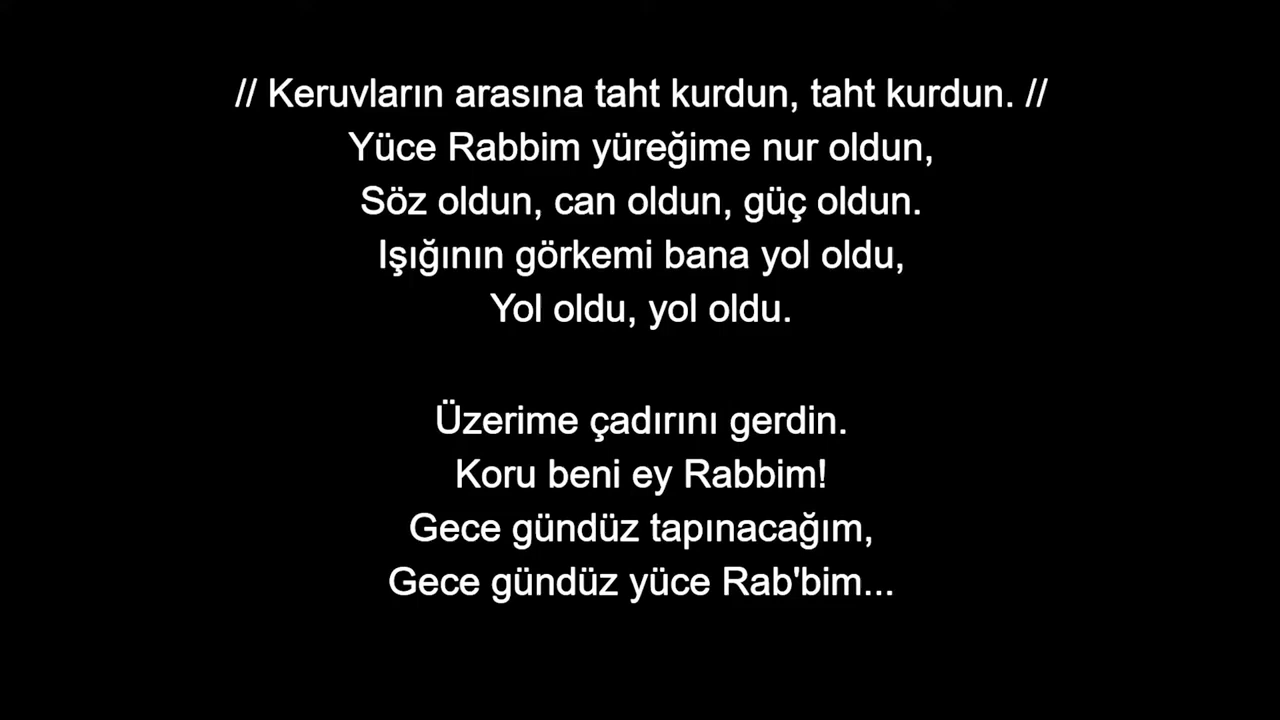 // Keruvların arasına taht kurdun, taht kurdun. //
Yüce Rabbim yüreğime nur oldun,
Söz oldun, can oldun, güç oldun.
Işığının görkemi bana yol oldu,
Yol oldu, yol oldu.
Üzerime çadırını gerdin.
Koru beni ey Rabbim!
Gece gündüz tapınacağım,
Gece gündüz yüce Rab'bim...